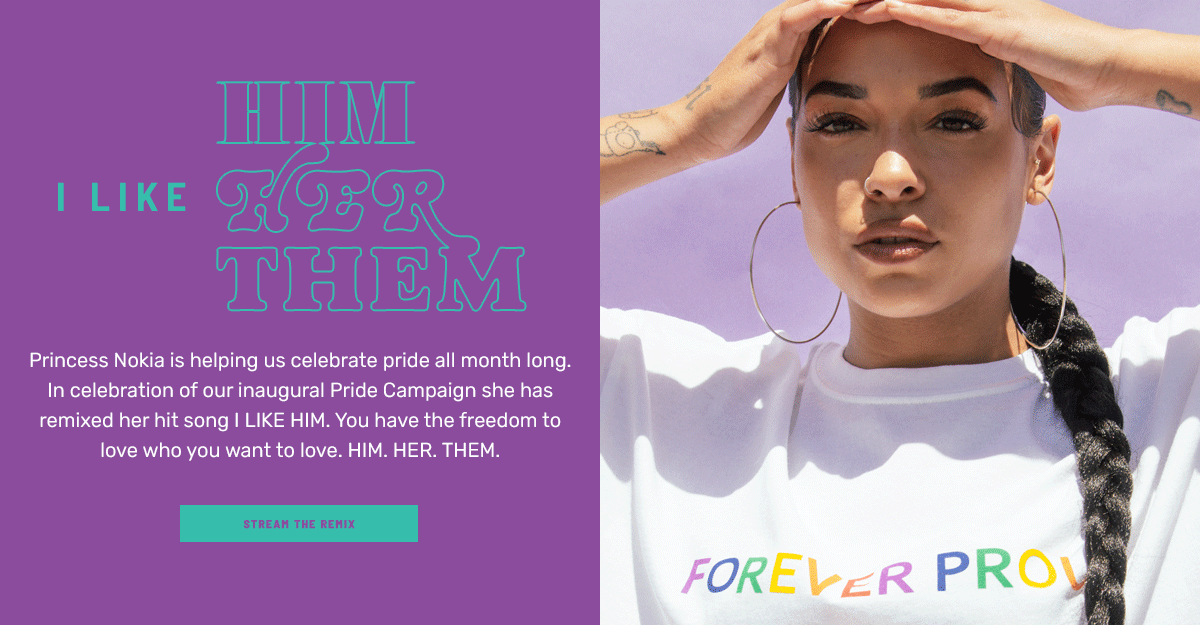 HIM
I LIKE HER
THEM
Princess Nokia is helping us celebrate pride all month long.
In celebration of our inaugural Pride Campaign she has
remixed her hit song I LIKE HIM. You have the freedom to
love who you want to love. HIM. HER. THEM.
STREAM THE REMIX
FOREVER PROU